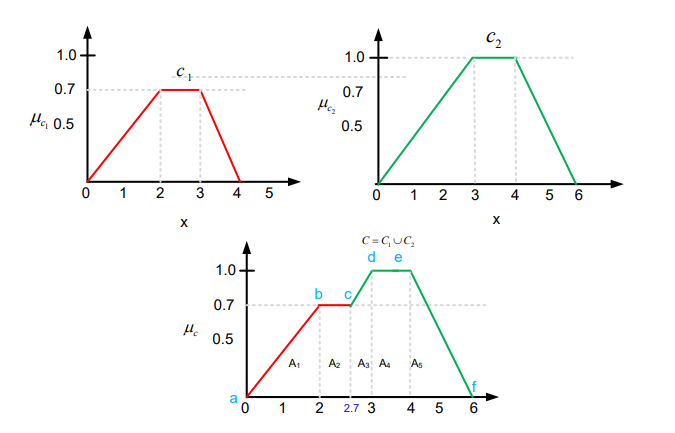 C₁
1.0
0.7
μc₁ 0.5
0 1 2 3 4 5
x
C₂
1.0
0.7
μc₂
0.5
0 1 2 3 4 5 6
x
C = C₁ ∪ C₂
d e
1.0
b c
0.7
μc
0.5
A₁ A₂ A₃ A₄ A₅
a
f
0 1 2 2.7 3 4 5 6